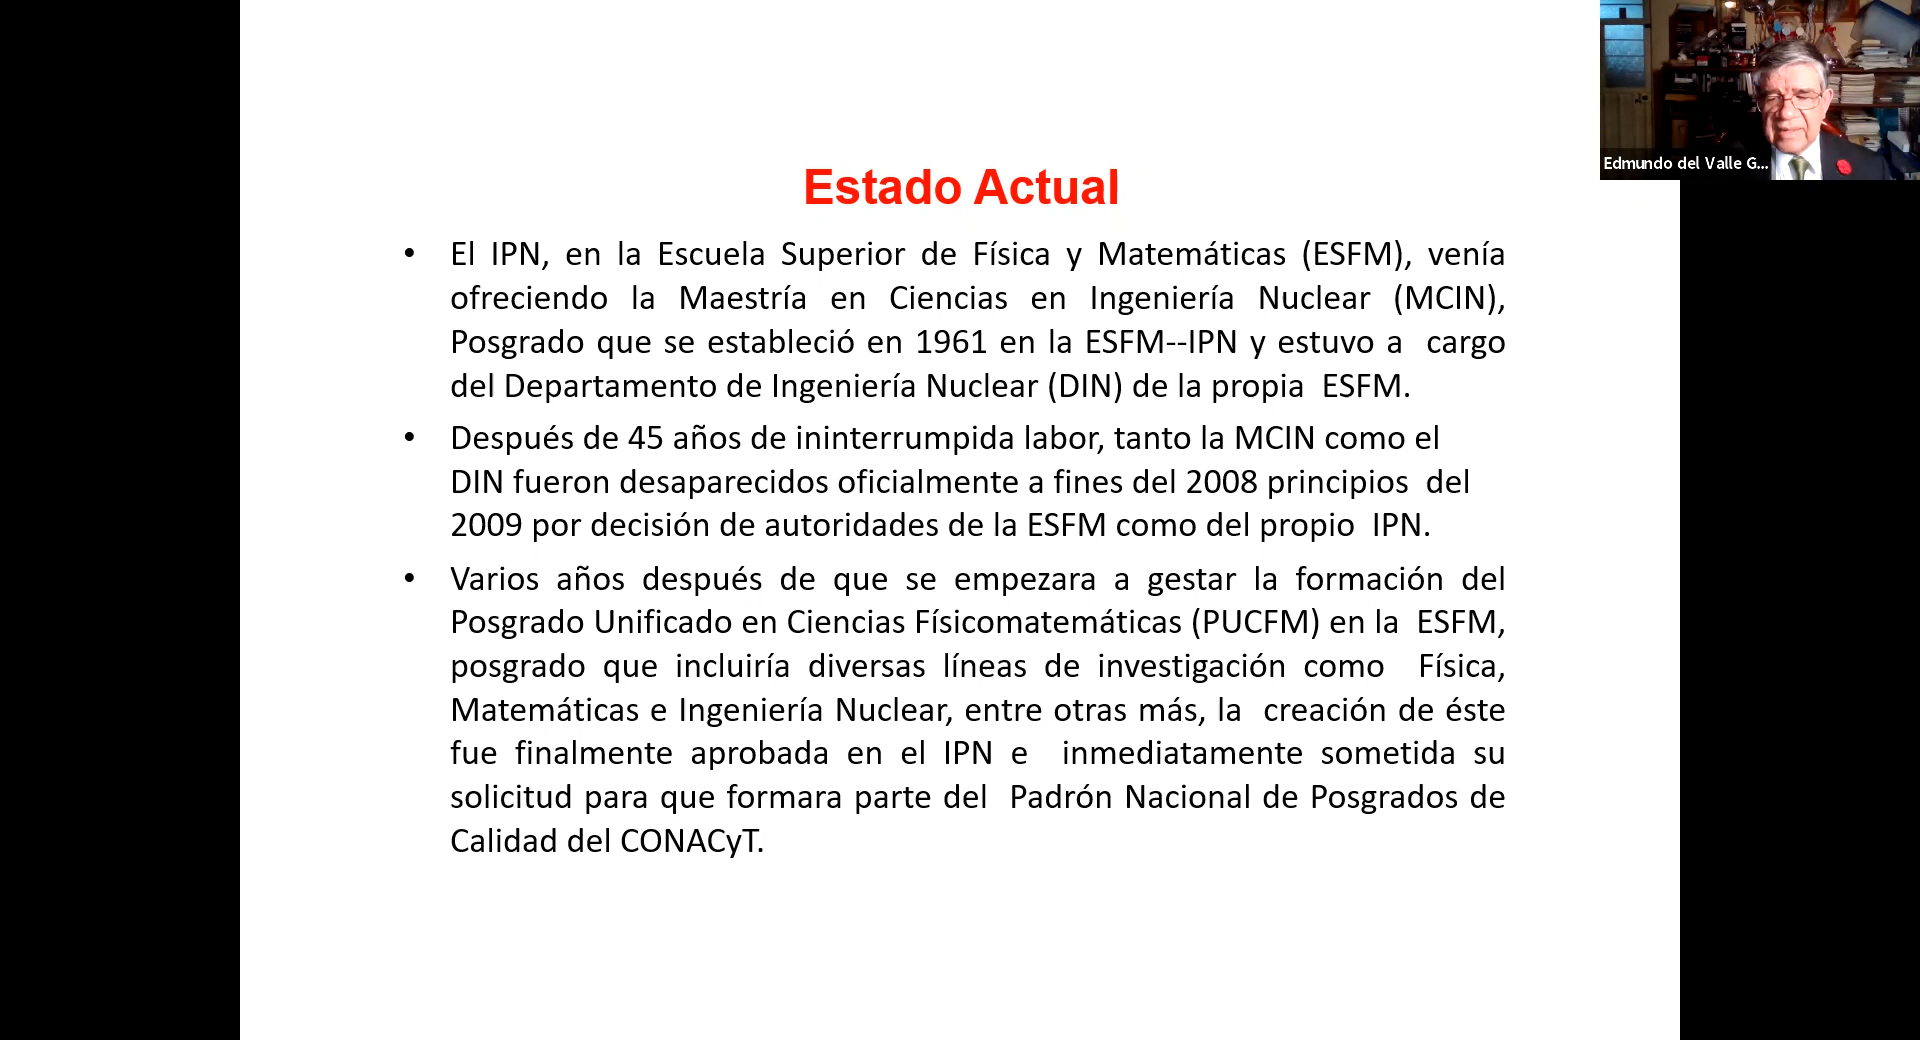 Edmundo del Valle G...
Estado Actual
• El IPN, en la Escuela Superior de Física y Matemáticas (ESFM), venía
ofreciendo la Maestría en Ciencias en Ingeniería Nuclear (MCIN),
Posgrado que se estableció en 1961 en la ESFM--IPN y estuvo a cargo
del Departamento de Ingeniería Nuclear (DIN) de la propia ESFM.
• Después de 45 años de ininterrumpida labor, tanto la MCIN como el
DIN fueron desaparecidos oficialmente a fines del 2008 principios del
2009 por decisión de autoridades de la ESFM como del propio IPN.
• Varios años después de que se empezara a gestar la formación del
Posgrado Unificado en Ciencias Físicomatemáticas (PUCFM) en la ESFM,
posgrado que incluiría diversas líneas de investigación como Física,
Matemáticas e Ingeniería Nuclear, entre otras más, la creación de éste
fue finalmente aprobada en el IPN e inmediatamente sometida su
solicitud para que formara parte del Padrón Nacional de Posgrados de
Calidad del CONACyT.